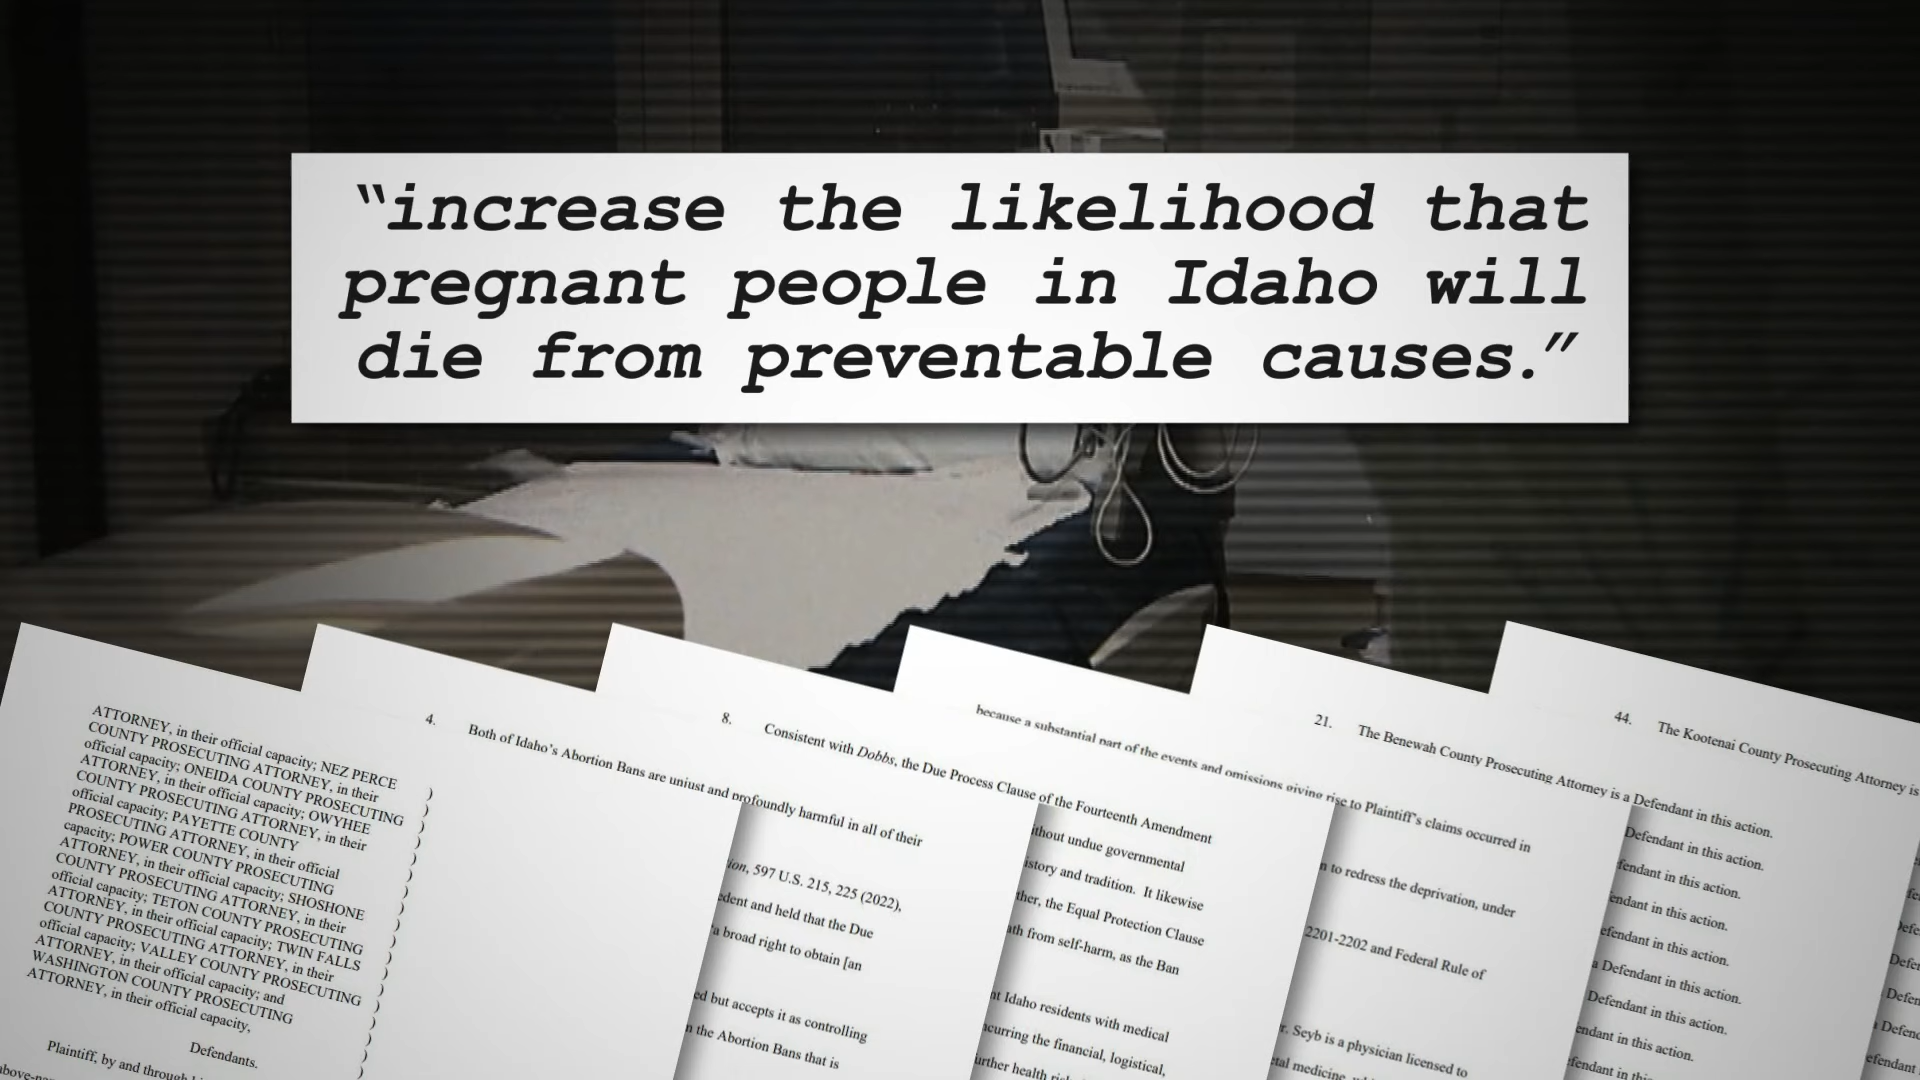 “increase the likelihood that
pregnant people in Idaho will
die from preventable causes.”
ATTORNEY, in their official capacity; NEZ PERCE
COUNTY PROSECUTING ATTORNEY, in their
official capacity; ONEIDA COUNTY PROSECUTING
ATTORNEY, in their official capacity; OWYHEE
COUNTY PROSECUTING ATTORNEY, in their
official capacity; PAYETTE COUNTY
PROSECUTING ATTORNEY, in their official
capacity; POWER COUNTY PROSECUTING
ATTORNEY, in their official capacity; SHOSHONE
COUNTY PROSECUTING ATTORNEY, in their
official capacity; TETON COUNTY PROSECUTING
ATTORNEY, in their official capacity; TWIN FALLS
COUNTY PROSECUTING ATTORNEY, in their
official capacity; VALLEY COUNTY PROSECUTING
ATTORNEY, in their official capacity; and
WASHINGTON COUNTY PROSECUTING
ATTORNEY, in their official capacity,
Defendants.
Plaintiff, by and through
4. Both of Idaho’s Abortion Bans are unjust and profoundly harmful in all of their
597 U.S. 215, 225 (2022),
and held that the Due
a broad right to obtain [an
but accepts it as controlling
the Abortion Bans that is
8. Consistent with Dobbs, the Due Process Clause of the Fourteenth Amendment
without undue governmental
history and tradition. It likewise
the Equal Protection Clause
from self-harm, as the Ban
Idaho residents with medical
incurring the financial, logistical,
further health
because a substantial part of the events and omissions giving rise to Plaintiff’s claims occurred in
to redress the deprivation, under
2201-2202 and Federal Rule of
Seyb is a physician licensed to
medicine,
21. The Benewah County Prosecuting Attorney is a Defendant in this action.
Defendant in this action.
Defendant in this action.
Defendant in this action.
Defendant in this action.
a Defendant in this action.
Defendant in this action.
Defendant in this action.
Defendant in this
44. The Kootenai County Prosecuting Attorney is